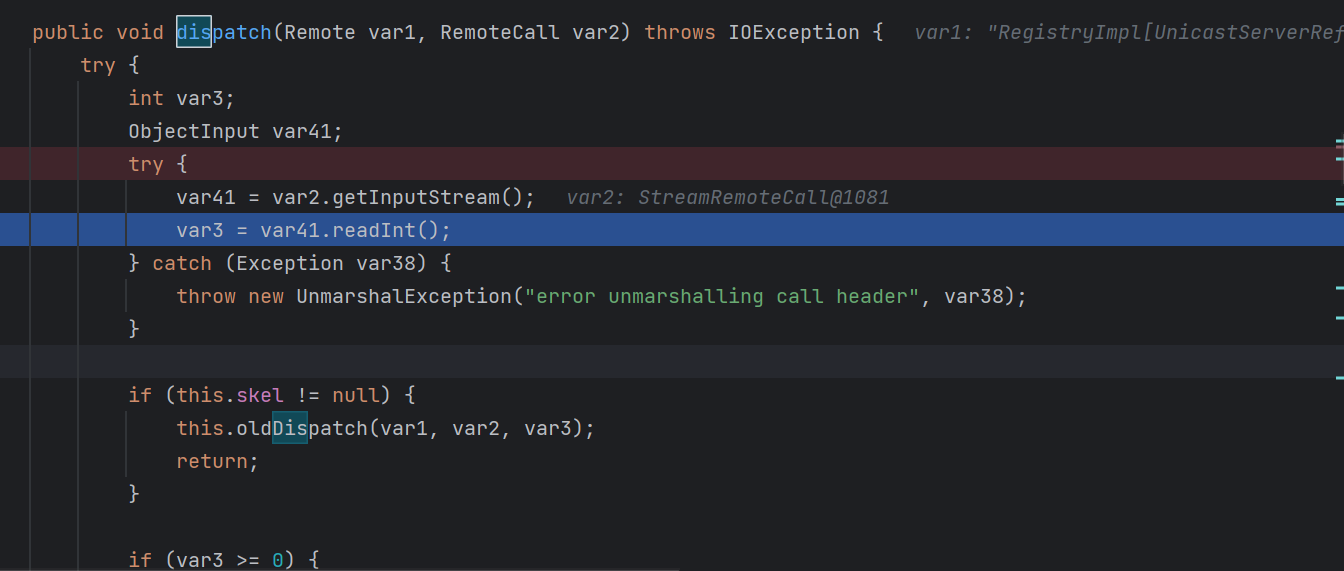 public void dispatch(Remote var1, RemoteCall var2) throws IOException {   var1: "RegistryImpl[UnicastServerRef
    try {
        int var3;
        ObjectInput var41;
        try {
            var41 = var2.getInputStream();   var2: StreamRemoteCall@1081
            var3 = var41.readInt();
        } catch (Exception var38) {
            throw new UnmarshalException("error unmarshalling call header", var38);
        }
        if (this.skel != null) {
            this.oldDispatch(var1, var2, var3);
            return;
        }
        if (var3 >= 0) {